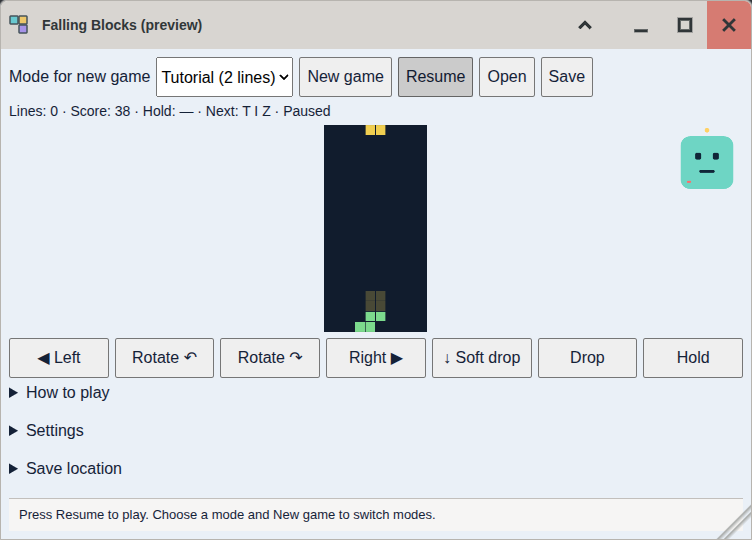 Falling Blocks (preview)
Mode for new game Tutorial (2 lines) New game Resume Open Save
Lines: 0 · Score: 38 · Hold: — · Next: T I Z · Paused
◀ Left Rotate ↶ Rotate ↷ Right ▶ ↓ Soft drop Drop Hold
▶ How to play
▶ Settings
▶ Save location
Press Resume to play. Choose a mode and New game to switch modes.